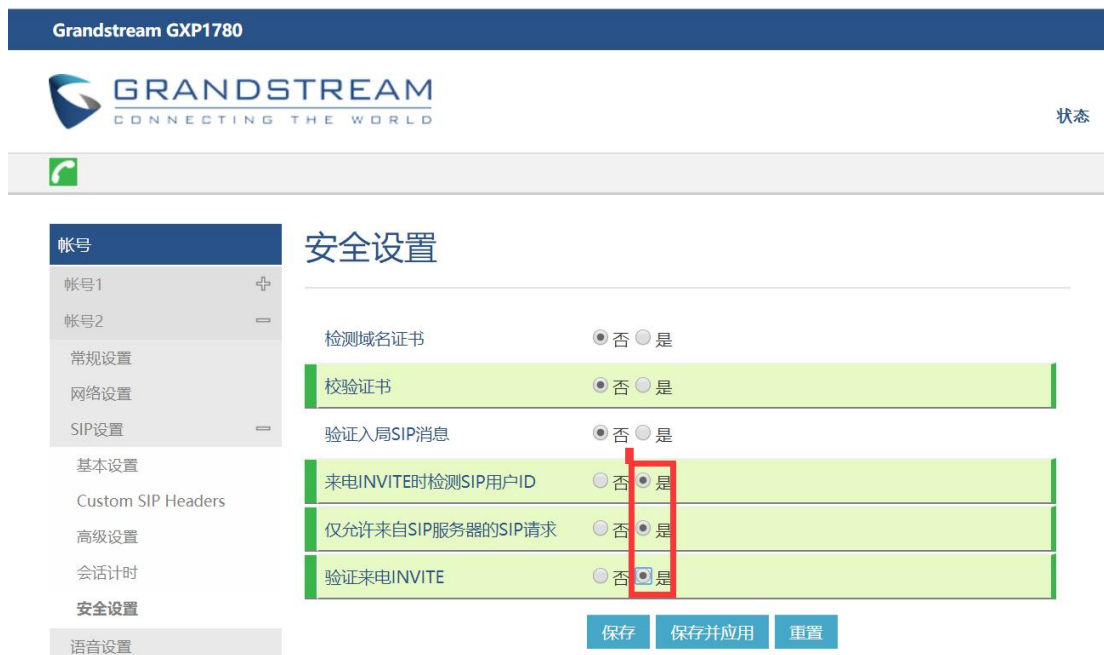 Grandstream GXP1780
GRANDSTREAM
CONNECTING THE WORLD
状态
帐号
帐号1
帐号2
常规设置
网络设置
SIP设置
基本设置
Custom SIP Headers
高级设置
会话计时
安全设置
语音设置
安全设置
检测域名证书 否 是
校验证书 否 是
验证入局SIP消息 否 是
来电INVITE时检测SIP用户ID 否 是
仅允许来自SIP服务器的SIP请求 否 是
验证来电INVITE 否 是
保存 保存并应用 重置